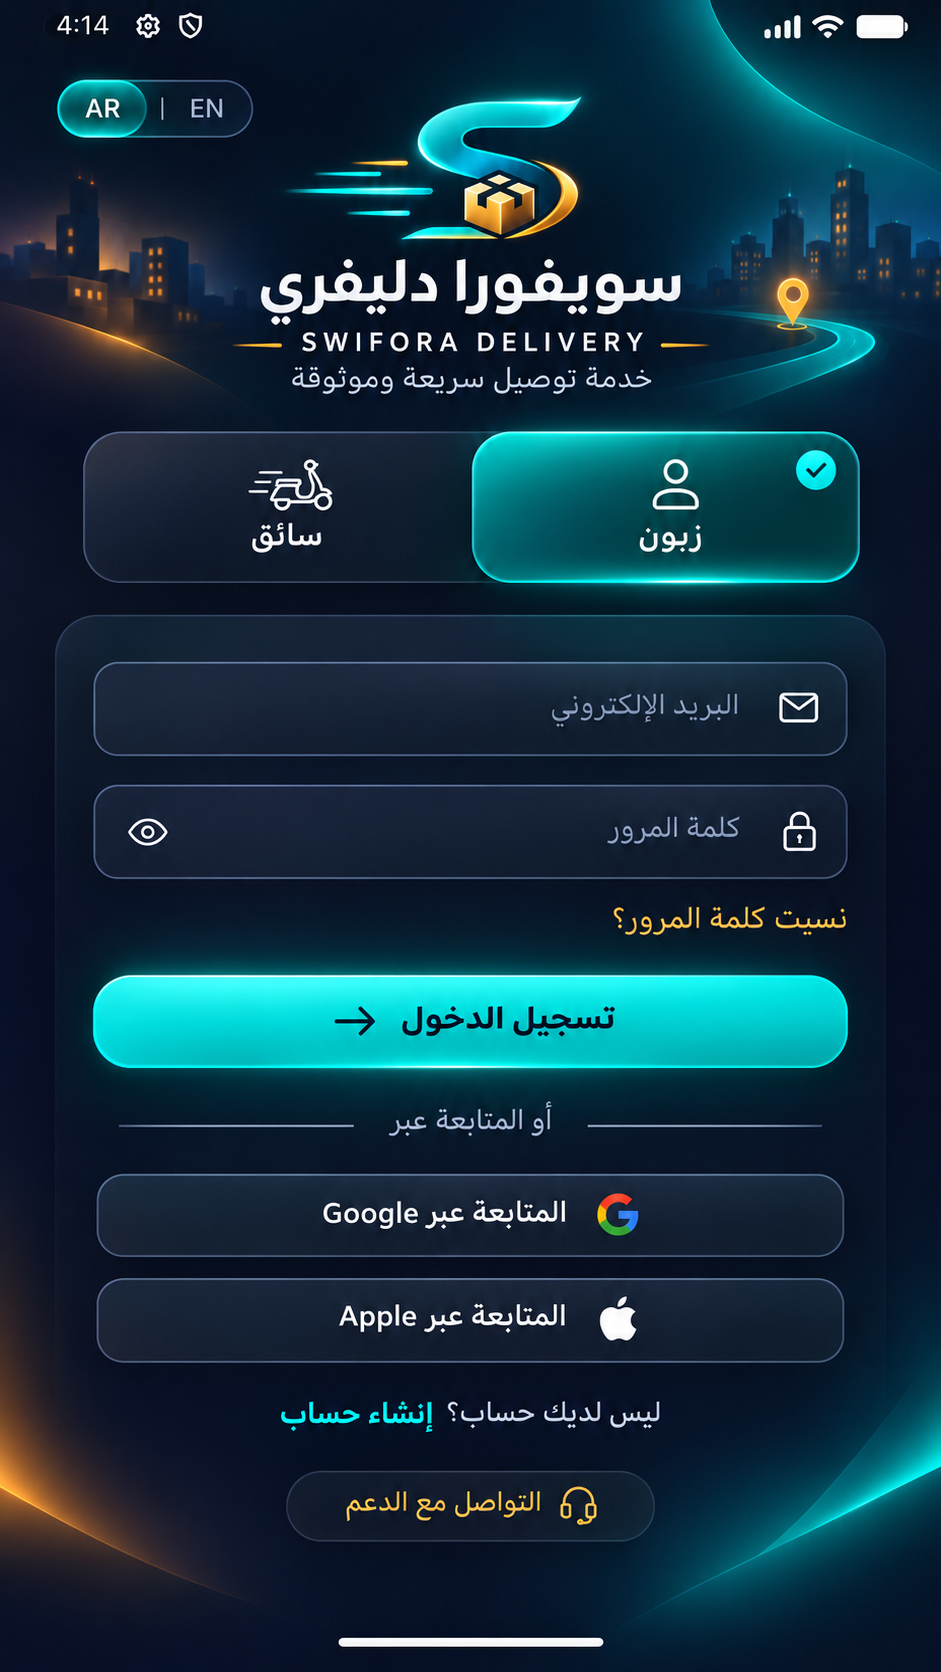 4:14
AR | EN
سويفورا دليفري
SWIFORA DELIVERY
خدمة توصيل سريعة وموثوقة
زبون
سائق
البريد الإلكتروني
كلمة المرور
نسيت كلمة المرور؟
تسجيل الدخول
أو المتابعة عبر
المتابعة عبر Google
المتابعة عبر Apple
ليس لديك حساب؟ إنشاء حساب
التواصل مع الدعم